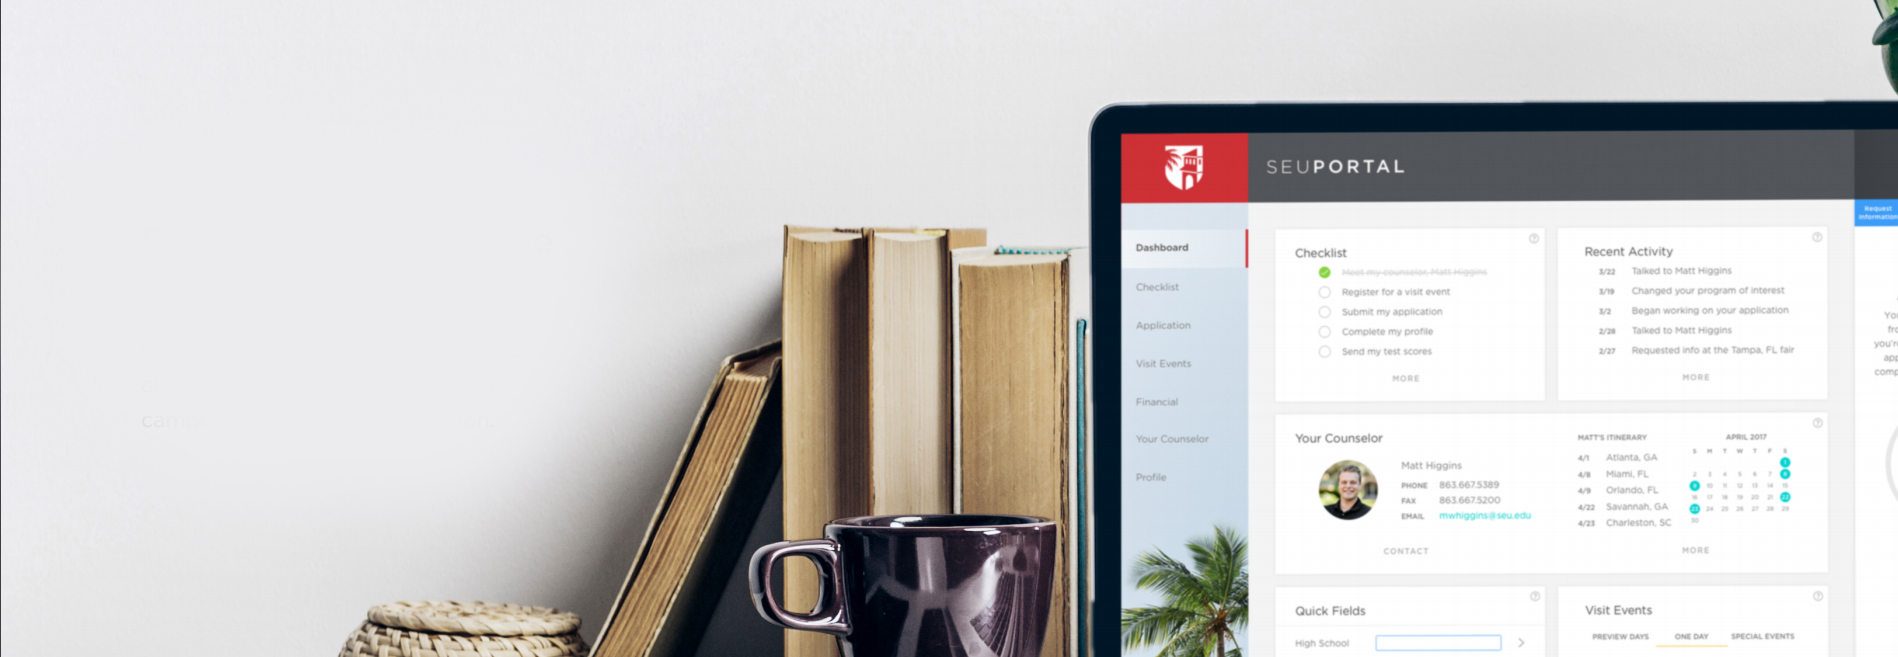 can
SEUPORTAL
Request
Information
Dashboard
Checklist
Application
Visit Events
Financial
Your Counselor
Profile
Checklist
Meet my counselor, Matt Higgins
Register for a visit event
Submit my application
Complete my profile
Send my test scores
MORE
Recent Activity
3/22 Talked to Matt Higgins
3/19 Changed your program of interest
3/2 Began working on your application
2/28 Talked to Matt Higgins
2/27 Requested info at the Tampa, FL fair
MORE
Your Counselor
Matt Higgins
PHONE 863.667.5389
FAX 863.667.5200
EMAIL mwhiggins@seu.edu
CONTACT
MATT'S ITINERARY
4/1 Atlanta, GA
4/8 Miami, FL
4/9 Orlando, FL
4/22 Savannah, GA
4/23 Charleston, SC
APRIL 2017
S M T W T F S
1
2 3 4 5 6 7 8
9 10 11 12 13 14 15
16 17 18 19 20 21 22
23 24 25 26 27 28 29
30
MORE
Quick Fields
High School
Visit Events
PREVIEW DAYS ONE DAY SPECIAL EVENTS
You
fro
you're
app
comp